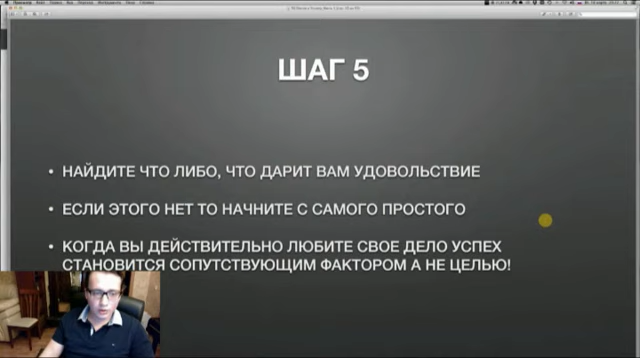 ШАГ 5
• НАЙДИТЕ ЧТО ЛИБО, ЧТО ДАРИТ ВАМ УДОВОЛЬСТВИЕ
• ЕСЛИ ЭТОГО НЕТ ТО НАЧНИТЕ С САМОГО ПРОСТОГО
• КОГДА ВЫ ДЕЙСТВИТЕЛЬНО ЛЮБИТЕ СВОЕ ДЕЛО УСПЕХ
СТАНОВИТСЯ СОПУТСТВУЮЩИМ ФАКТОРОМ А НЕ ЦЕЛЬЮ!